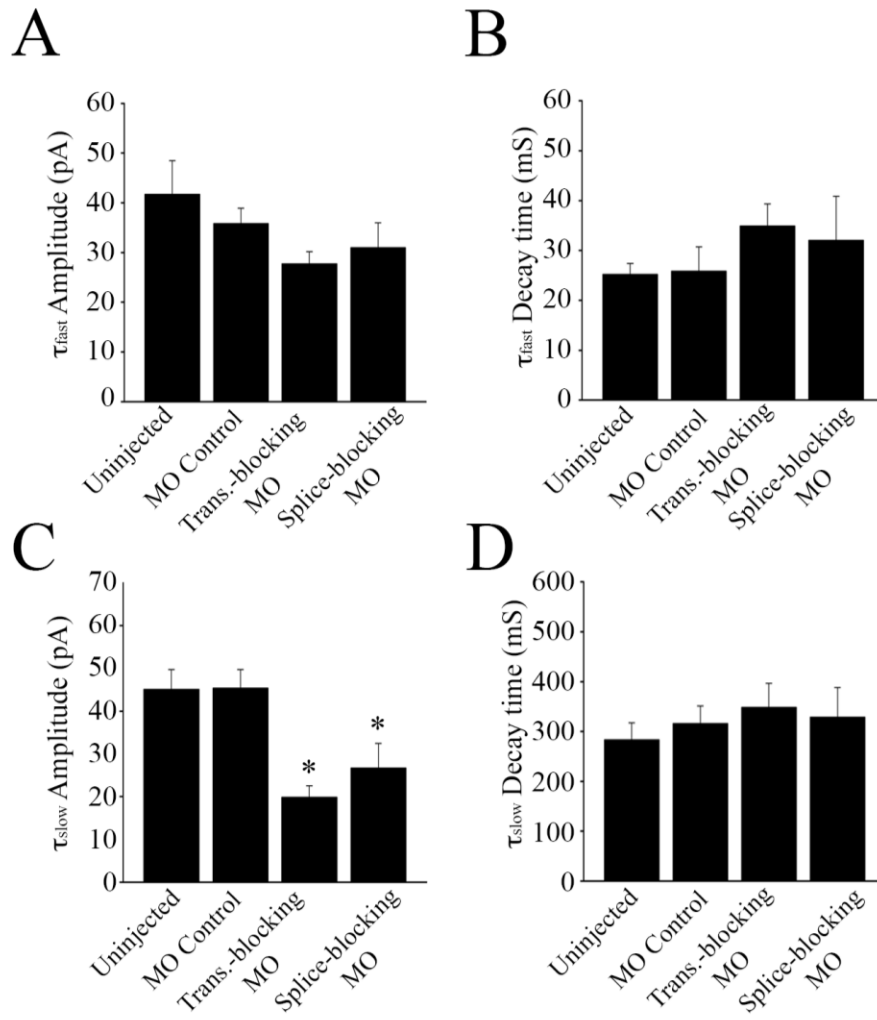 A
τfast Amplitude (pA)
60
50
40
30
20
10
0
Uninjected
MO Control
Trans.-blocking
MO
Splice-blocking
MO
B
τfast Decay time (mS)
60
50
40
30
20
10
0
Uninjected
MO Control
Trans.-blocking
MO
Splice-blocking
MO
C
τslow Amplitude (pA)
70
60
50
40
30
20
10
0
*
*
Uninjected
MO Control
Trans.-blocking
MO
Splice-blocking
MO
D
τslow Decay time (mS)
600
500
400
300
200
100
0
Uninjected
MO Control
Trans.-blocking
MO
Splice-blocking
MO